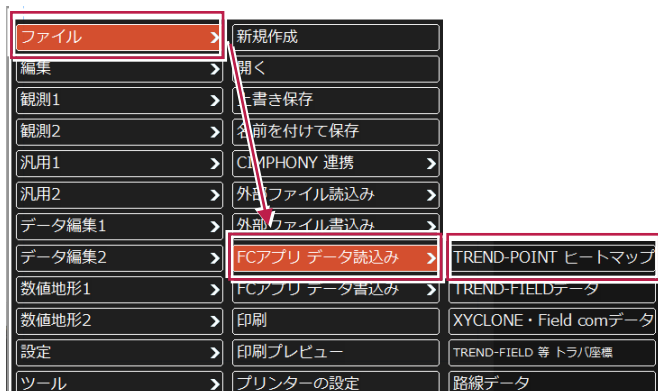 ファイル
編集
観測1
観測2
汎用1
汎用2
データ編集1
データ編集2
数値地形1
数値地形2
設定
ツール
新規作成
開く
上書き保存
名前を付けて保存
CIMPHONY 連携
外部ファイル読込み
外部ファイル書込み
FCアプリ データ読込み
FCアプリ データ書込み
印刷
印刷プレビュー
プリンターの設定
TREND-POINT ヒートマップ
TREND-FIELDデータ
XYCLONE・Field comデータ
TREND-FIELD 等 トラバ座標
路線データ